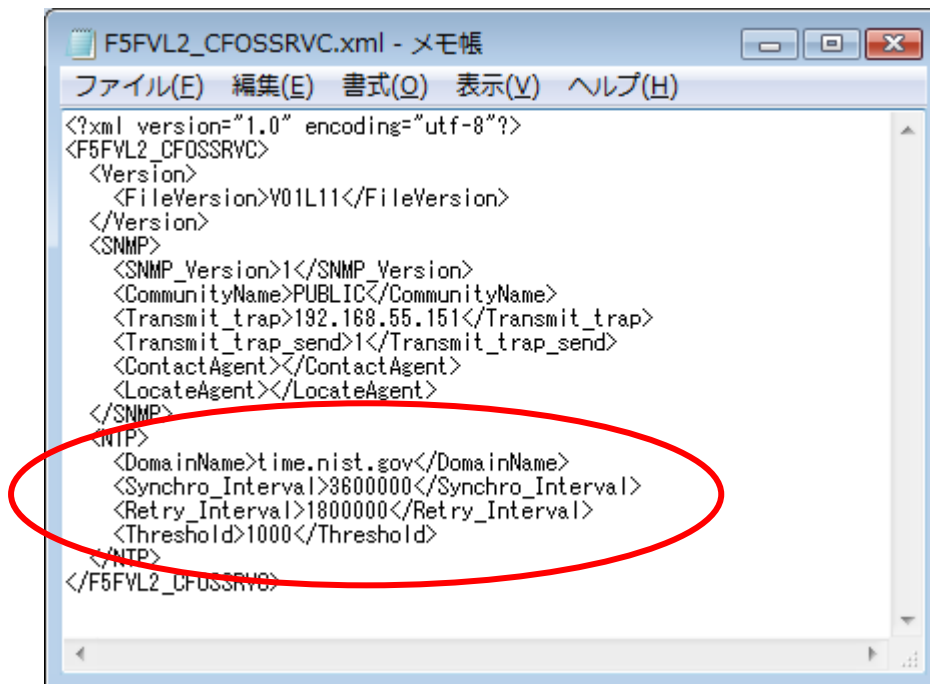 F5FVL2_CFOSSRVC.xml - メモ帳
ファイル(F) 編集(E) 書式(O) 表示(V) ヘルプ(H)
<?xml version="1.0" encoding="utf-8"?>
<F5FVL2_CFOSSRVC>
  <Version>
    <FileVersion>V01L11</FileVersion>
  </Version>
  <SNMP>
    <SNMP_Version>1</SNMP_Version>
    <CommunityName>PUBLIC</CommunityName>
    <Transmit_trap>192.168.55.151</Transmit_trap>
    <Transmit_trap_send>1</Transmit_trap_send>
    <ContactAgent></ContactAgent>
    <LocateAgent></LocateAgent>
  </SNMP>
  <NTP>
    <DomainName>time.nist.gov</DomainName>
    <Synchro_Interval>3600000</Synchro_Interval>
    <Retry_Interval>1800000</Retry_Interval>
    <Threshold>1000</Threshold>
  </NTP>
</F5FVL2_CFOSSRVC>